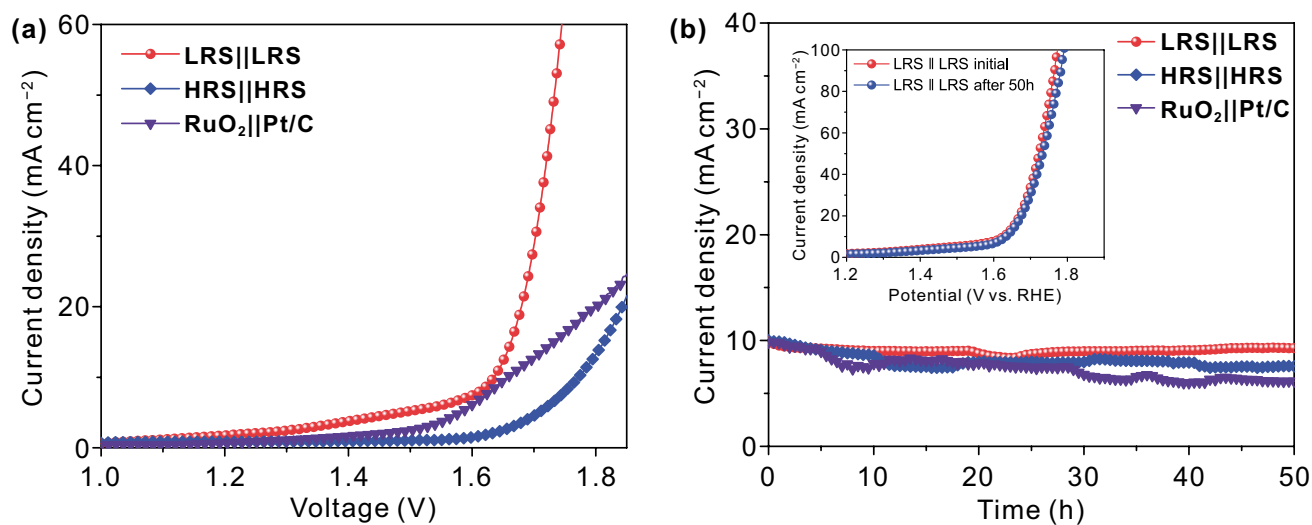 (a)
LRS||LRS
HRS||HRS
RuO₂||Pt/C
60
40
20
0
Current density (mA cm⁻²)
1.0 1.2 1.4 1.6 1.8
Voltage (V)
(b)
LRS||LRS
HRS||HRS
RuO₂||Pt/C
40
30
20
10
0
Current density (mA cm⁻²)
0 10 20 30 40 50
Time (h)
LRS || LRS initial
LRS || LRS after 50h
100
80
60
40
20
0
Current density (mA cm⁻²)
1.2 1.4 1.6 1.8
Potential (V vs. RHE)